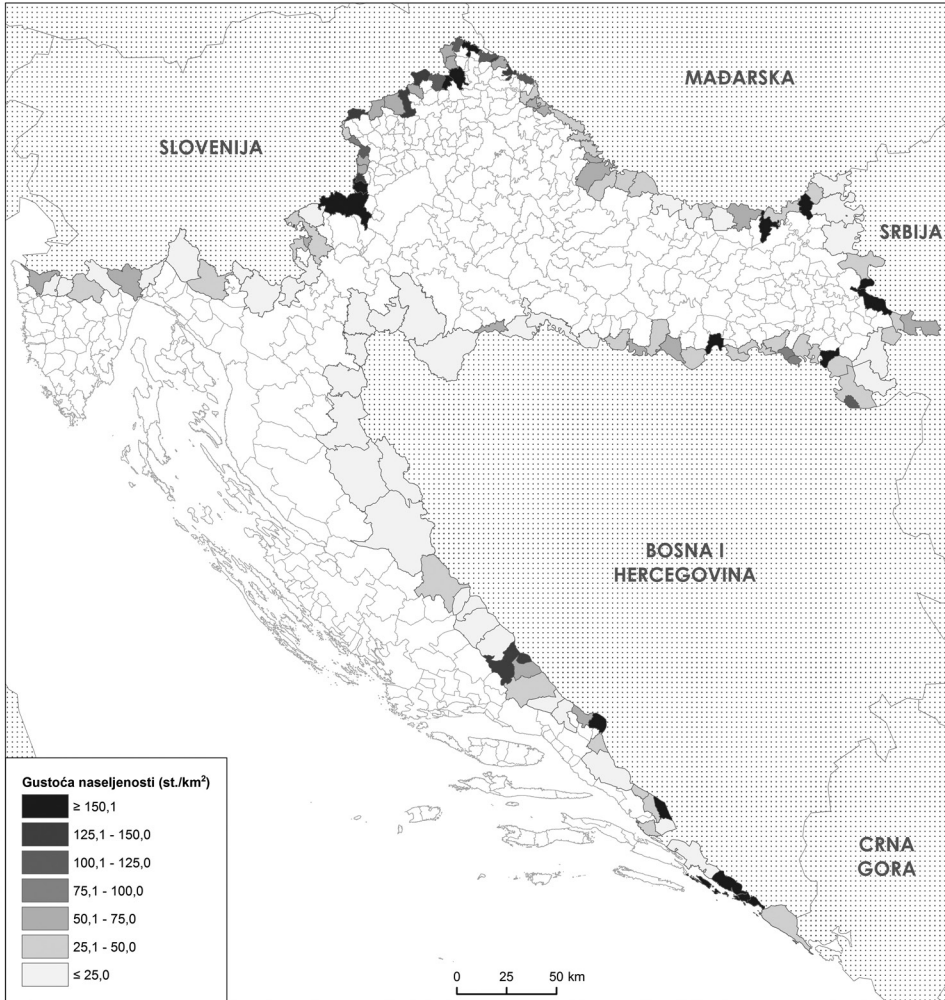 MAĐARSKA
SLOVENIJA
SRBIJA
BOSNA I
HERCEGOVINA
CRNA
GORA
Gustoća naseljenosti (st./km²)
≥ 150,1
125,1 - 150,0
100,1 - 125,0
75,1 - 100,0
50,1 - 75,0
25,1 - 50,0
≤ 25,0
0 25 50 km